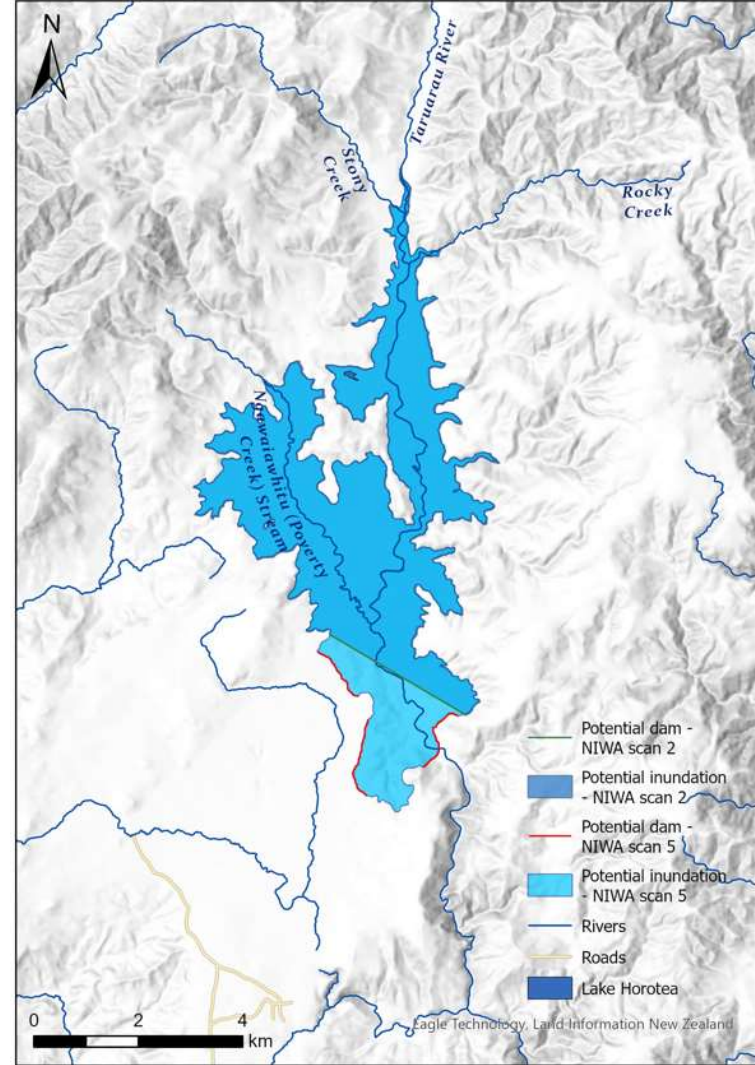 N
Taruarau River
Stony
Creek
Rocky
Creek
Ngawaiawhitu (Poverty
Creek) Stream
Potential dam -
NIWA scan 2
Potential inundation
- NIWA scan 2
Potential dam -
NIWA scan 5
Potential inundation
- NIWA scan 5
Rivers
Roads
Lake Horotea
0 2 4
km
Eagle Technology, Land Information New Zealand